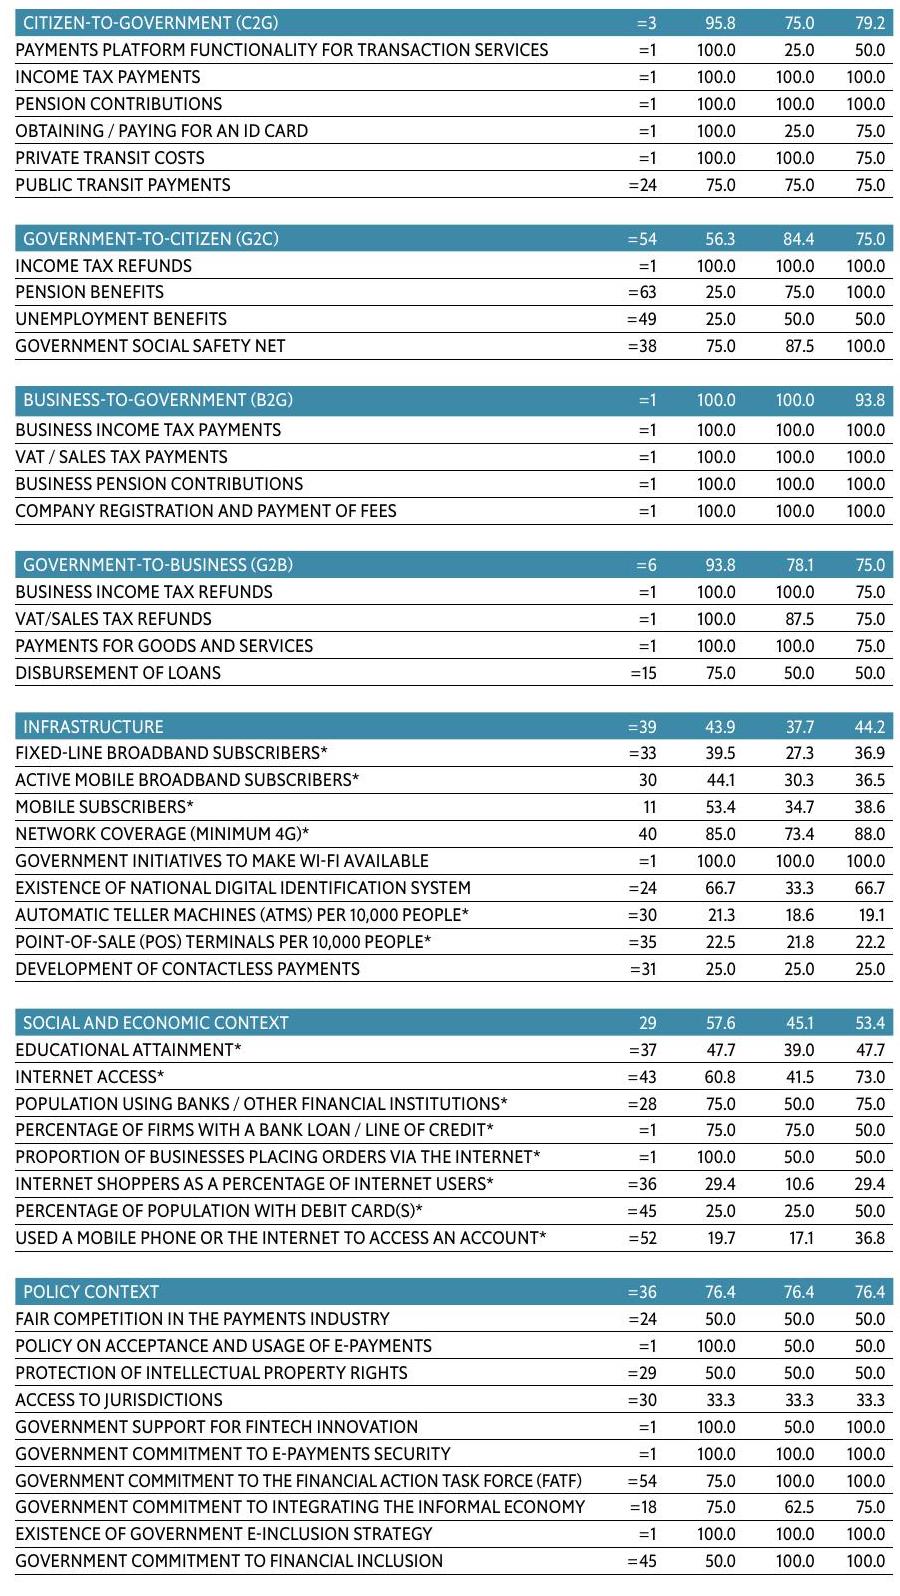 CITIZEN-TO-GOVERNMENT (C2G) =3 95.8 75.0 79.2
PAYMENTS PLATFORM FUNCTIONALITY FOR TRANSACTION SERVICES =1 100.0 25.0 50.0
INCOME TAX PAYMENTS =1 100.0 100.0 100.0
PENSION CONTRIBUTIONS =1 100.0 100.0 100.0
OBTAINING / PAYING FOR AN ID CARD =1 100.0 25.0 75.0
PRIVATE TRANSIT COSTS =1 100.0 100.0 75.0
PUBLIC TRANSIT PAYMENTS =24 75.0 75.0 75.0
GOVERNMENT-TO-CITIZEN (G2C) =54 56.3 84.4 75.0
INCOME TAX REFUNDS =1 100.0 100.0 100.0
PENSION BENEFITS =63 25.0 75.0 100.0
UNEMPLOYMENT BENEFITS =49 25.0 50.0 50.0
GOVERNMENT SOCIAL SAFETY NET =38 75.0 87.5 100.0
BUSINESS-TO-GOVERNMENT (B2G) =1 100.0 100.0 93.8
BUSINESS INCOME TAX PAYMENTS =1 100.0 100.0 100.0
VAT / SALES TAX PAYMENTS =1 100.0 100.0 100.0
BUSINESS PENSION CONTRIBUTIONS =1 100.0 100.0 100.0
COMPANY REGISTRATION AND PAYMENT OF FEES =1 100.0 100.0 100.0
GOVERNMENT-TO-BUSINESS (G2B) =6 93.8 78.1 75.0
BUSINESS INCOME TAX REFUNDS =1 100.0 100.0 75.0
VAT/SALES TAX REFUNDS =1 100.0 87.5 75.0
PAYMENTS FOR GOODS AND SERVICES =1 100.0 100.0 75.0
DISBURSEMENT OF LOANS =15 75.0 50.0 50.0
INFRASTRUCTURE =39 43.9 37.7 44.2
FIXED-LINE BROADBAND SUBSCRIBERS* =33 39.5 27.3 36.9
ACTIVE MOBILE BROADBAND SUBSCRIBERS* 30 44.1 30.3 36.5
MOBILE SUBSCRIBERS* 11 53.4 34.7 38.6
NETWORK COVERAGE (MINIMUM 4G)* 40 85.0 73.4 88.0
GOVERNMENT INITIATIVES TO MAKE WI-FI AVAILABLE =1 100.0 100.0 100.0
EXISTENCE OF NATIONAL DIGITAL IDENTIFICATION SYSTEM =24 66.7 33.3 66.7
AUTOMATIC TELLER MACHINES (ATMS) PER 10,000 PEOPLE* =30 21.3 18.6 19.1
POINT-OF-SALE (POS) TERMINALS PER 10,000 PEOPLE* =35 22.5 21.8 22.2
DEVELOPMENT OF CONTACTLESS PAYMENTS =31 25.0 25.0 25.0
SOCIAL AND ECONOMIC CONTEXT 29 57.6 45.1 53.4
EDUCATIONAL ATTAINMENT* =37 47.7 39.0 47.7
INTERNET ACCESS* =43 60.8 41.5 73.0
POPULATION USING BANKS / OTHER FINANCIAL INSTITUTIONS* =28 75.0 50.0 75.0
PERCENTAGE OF FIRMS WITH A BANK LOAN / LINE OF CREDIT* =1 75.0 75.0 50.0
PROPORTION OF BUSINESSES PLACING ORDERS VIA THE INTERNET* =1 100.0 50.0 50.0
INTERNET SHOPPERS AS A PERCENTAGE OF INTERNET USERS* =36 29.4 10.6 29.4
PERCENTAGE OF POPULATION WITH DEBIT CARD(S)* =45 25.0 25.0 50.0
USED A MOBILE PHONE OR THE INTERNET TO ACCESS AN ACCOUNT* =52 19.7 17.1 36.8
POLICY CONTEXT =36 76.4 76.4 76.4
FAIR COMPETITION IN THE PAYMENTS INDUSTRY =24 50.0 50.0 50.0
POLICY ON ACCEPTANCE AND USAGE OF E-PAYMENTS =1 100.0 50.0 50.0
PROTECTION OF INTELLECTUAL PROPERTY RIGHTS =29 50.0 50.0 50.0
ACCESS TO JURISDICTIONS =30 33.3 33.3 33.3
GOVERNMENT SUPPORT FOR FINTECH INNOVATION =1 100.0 50.0 100.0
GOVERNMENT COMMITMENT TO E-PAYMENTS SECURITY =1 100.0 100.0 100.0
GOVERNMENT COMMITMENT TO THE FINANCIAL ACTION TASK FORCE (FATF) =54 75.0 100.0 100.0
GOVERNMENT COMMITMENT TO INTEGRATING THE INFORMAL ECONOMY =18 75.0 62.5 75.0
EXISTENCE OF GOVERNMENT E-INCLUSION STRATEGY =1 100.0 100.0 100.0
GOVERNMENT COMMITMENT TO FINANCIAL INCLUSION =45 50.0 100.0 100.0